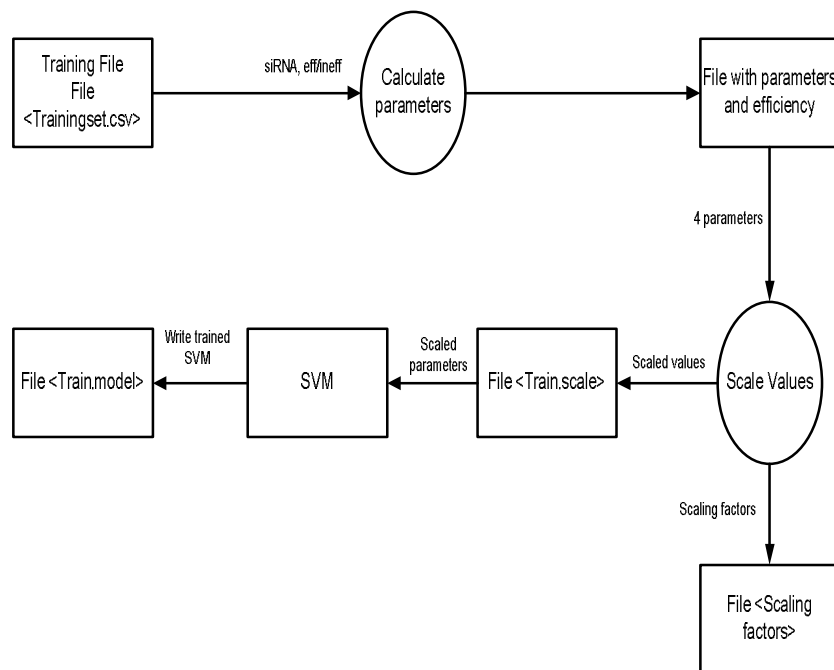 Training File
File
<Trainingset.csv>
siRNA, eff/ineff
Calculate
parameters
File with parameters
and efficiency
4 parameters
Write trained
SVM
Scaled
parameters
Scaled values
File <Train.model>
SVM
File <Train.scale>
Scale Values
Scaling factors
File <Scaling
factors>